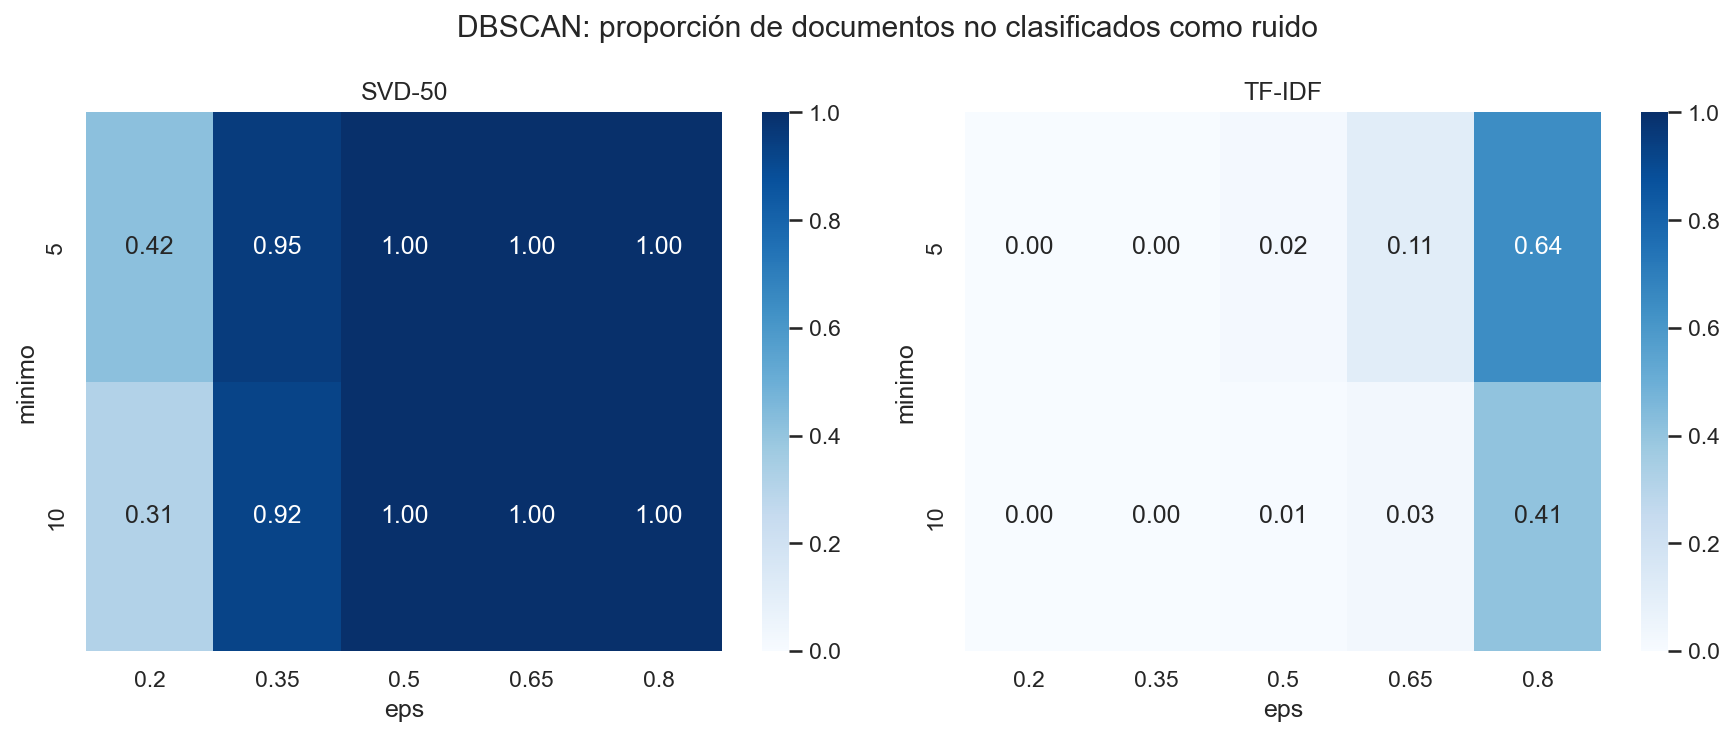 DBSCAN: proporción de documentos no clasificados como ruido
SVD-50
minimo
5
10
0.42 0.95 1.00 1.00 1.00
0.31 0.92 1.00 1.00 1.00
0.2 0.35 0.5 0.65 0.8
eps
1.0
0.8
0.6
0.4
0.2
0.0
TF-IDF
minimo
5
10
0.00 0.00 0.02 0.11 0.64
0.00 0.00 0.01 0.03 0.41
0.2 0.35 0.5 0.65 0.8
eps
1.0
0.8
0.6
0.4
0.2
0.0